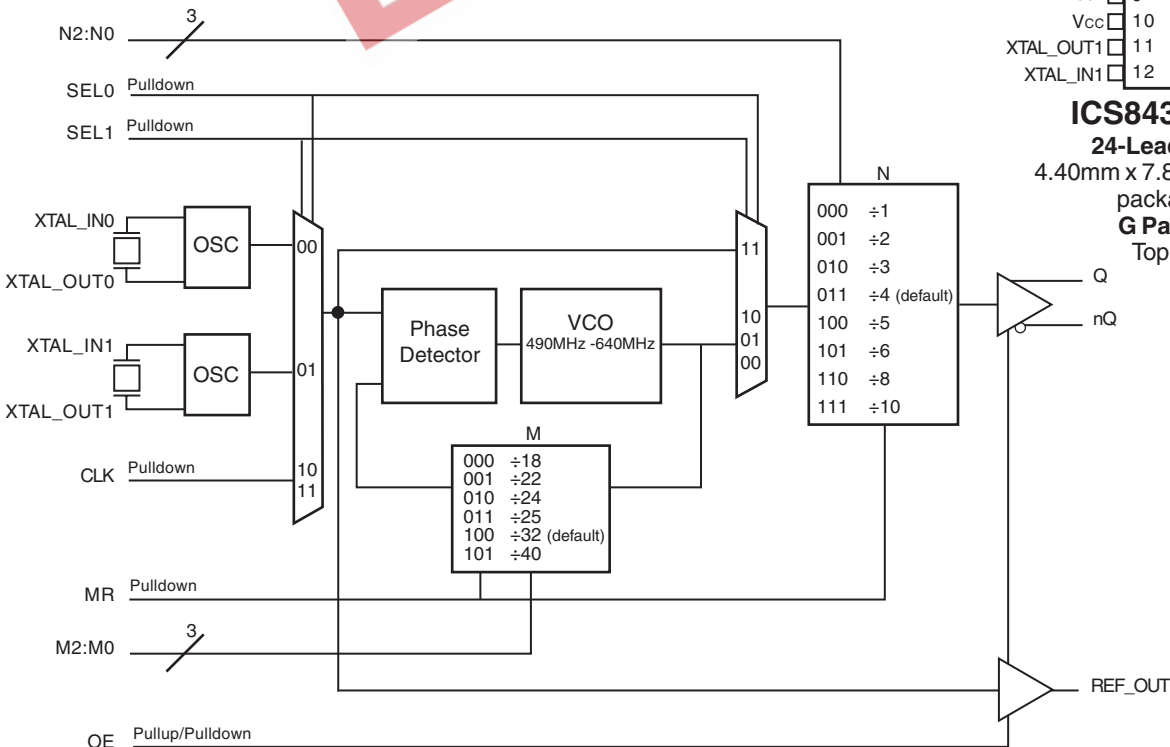 3
N2:N0
SEL0 Pulldown
SEL1 Pulldown
XTAL_IN0
XTAL_OUT0
OSC
XTAL_IN1
XTAL_OUT1
OSC
CLK Pulldown
00
01
10
11
Phase
Detector
VCO
490MHz -640MHz
11
10
01
00
M
000 ÷18
001 ÷22
010 ÷24
011 ÷25
100 ÷32 (default)
101 ÷40
N
000 ÷1
001 ÷2
010 ÷3
011 ÷4 (default)
100 ÷5
101 ÷6
110 ÷8
111 ÷10
Q
nQ
MR Pulldown
3
M2:M0
REF_OUT
OE Pullup/Pulldown
VCC 10
XTAL_OUT1 11
XTAL_IN1 12
ICS843
24-Lea
4.40mm x 7.8
packa
G Pa
Top